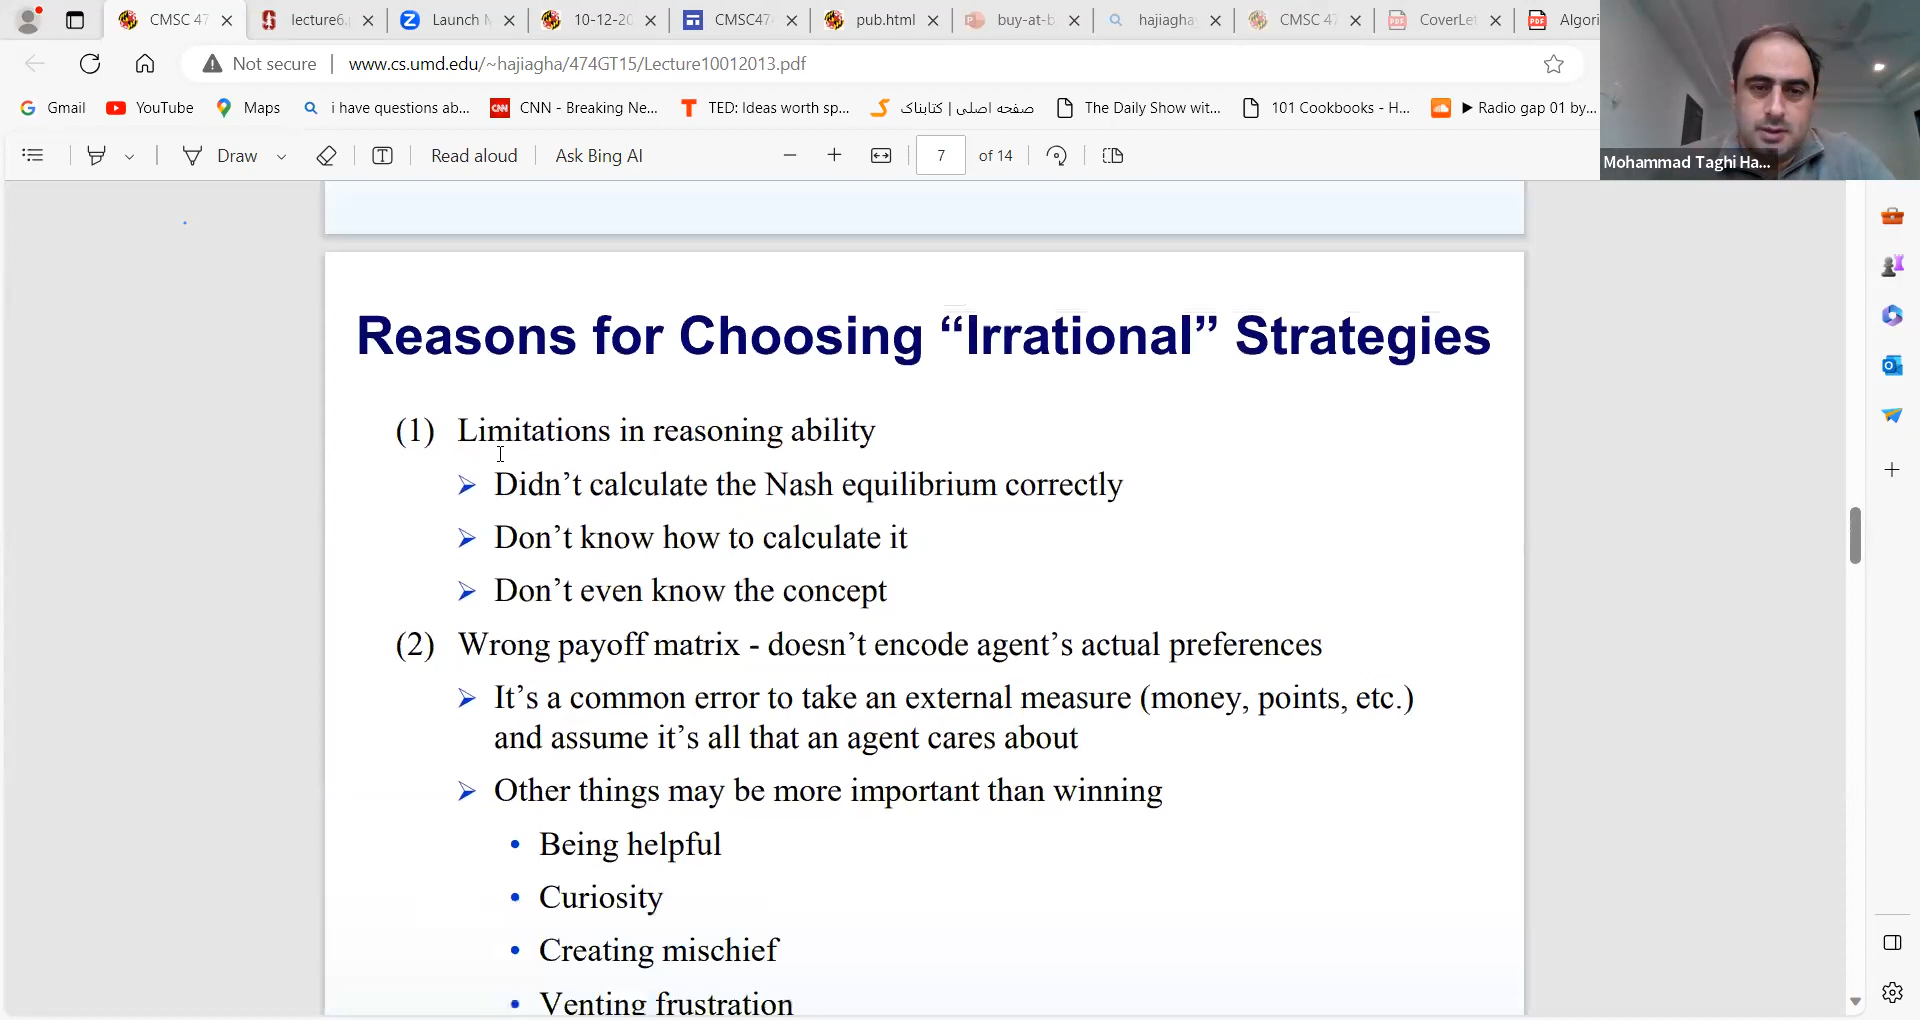 CMSC 47
lecture6.
Launch M
10-12-20
CMSC47
pub.html
buy-at-b
hajiagha
CMSC 47
CoverLet
Algori
Not secure
www.cs.umd.edu/~hajiagha/474GT15/Lecture10012013.pdf
Gmail
YouTube
Maps
i have questions ab...
CNN - Breaking Ne...
TED: Ideas worth sp...
صفحه اصلی | کتابناک
The Daily Show wit...
101 Cookbooks - H...
Radio gap 01 by...
Mohammad Taghi Ha...
Draw
Read aloud
Ask Bing AI
7
of 14
Reasons for Choosing “Irrational” Strategies
(1) Limitations in reasoning ability
Didn’t calculate the Nash equilibrium correctly
Don’t know how to calculate it
Don’t even know the concept
(2) Wrong payoff matrix - doesn’t encode agent’s actual preferences
It’s a common error to take an external measure (money, points, etc.)
and assume it’s all that an agent cares about
Other things may be more important than winning
• Being helpful
• Curiosity
• Creating mischief
• Venting frustration